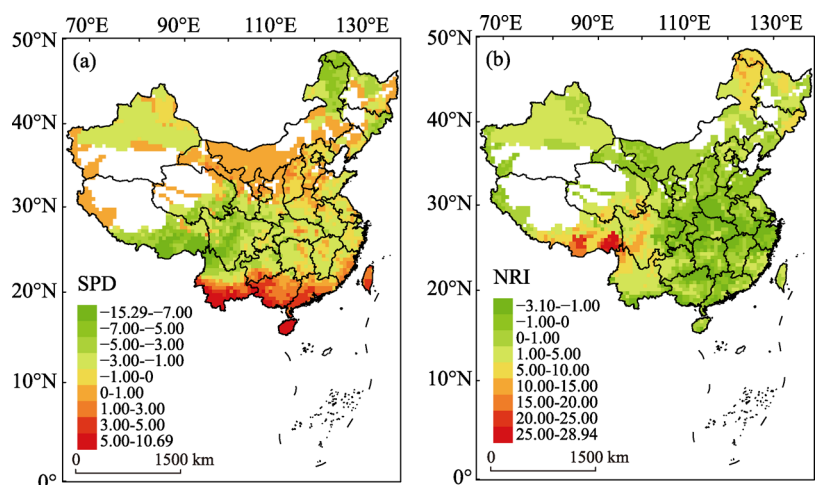 70°E 90°E 110°E 130°E
50°N
(a)
40°N
30°N
20°N
10°N
0°
SPD
−15.29-−7.00
−7.00-−5.00
−5.00-−3.00
−3.00-−1.00
−1.00-0
0-1.00
1.00-3.00
3.00-5.00
5.00-10.69
0 1500 km
70°E 90°E 110°E 130°E
50°N
(b)
40°N
30°N
20°N
10°N
0°
NRI
−3.10-−1.00
−1.00-0
0-1.00
1.00-5.00
5.00-10.00
10.00-15.00
15.00-20.00
20.00-25.00
25.00-28.94
0 1500 km